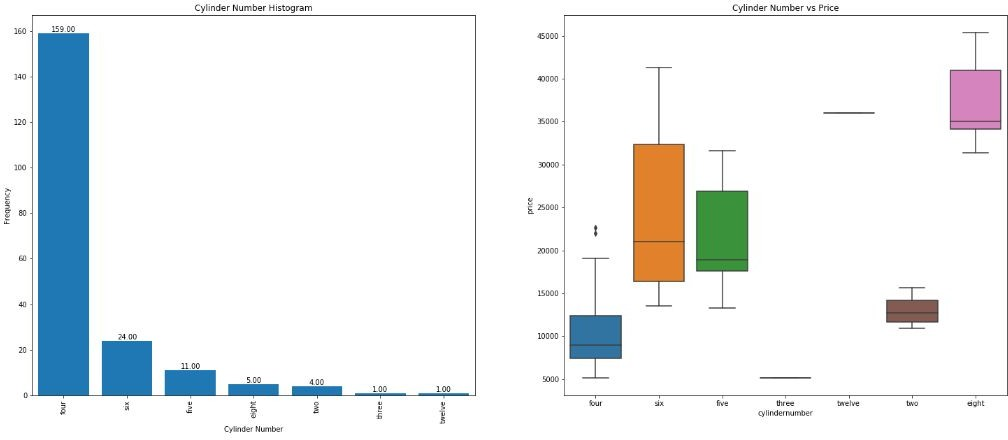 Cylinder Number Histogram
159.00
24.00
11.00
5.00
4.00
1.00
1.00
160
140
120
100
80
60
40
20
0
Frequency
four
six
five
eight
two
three
twelve
Cylinder Number
Cylinder Number vs Price
45000
40000
35000
30000
25000
20000
15000
10000
5000
price
four
six
five
three
twelve
two
eight
cylindernumber